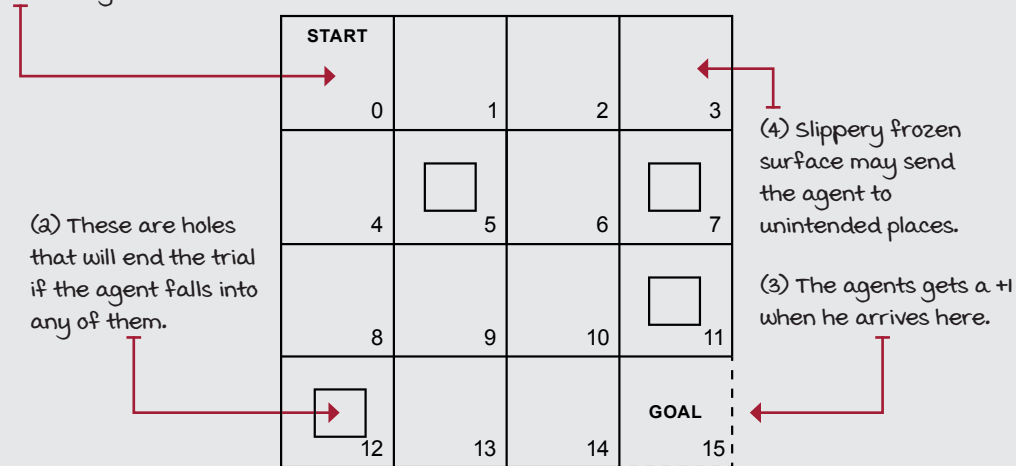 START
0
1
2
3
(4) Slippery frozen
surface may send
the agent to
unintended places.
4
5
6
7
(2) These are holes
that will end the trial
if the agent falls into
any of them.
(3) The agents gets a +1
when he arrives here.
8
9
10
11
GOAL
12
13
14
15